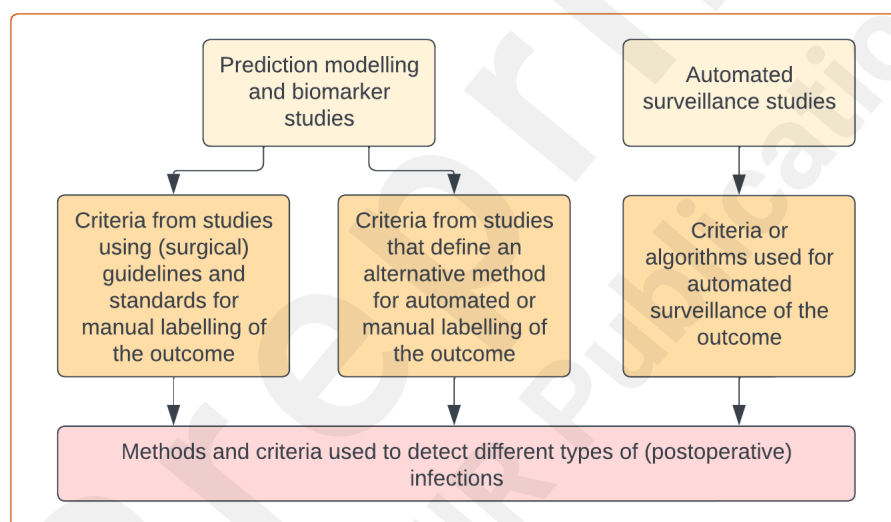 Prediction modelling
and biomarker
studies
Automated
surveillance studies
Criteria from studies
using (surgical)
guidelines and
standards for
manual labelling of
the outcome
Criteria from studies
that define an
alternative method
for automated or
manual labelling of
the outcome
Criteria or
algorithms used for
automated
surveillance of the
outcome
Methods and criteria used to detect different types of (postoperative)
infections